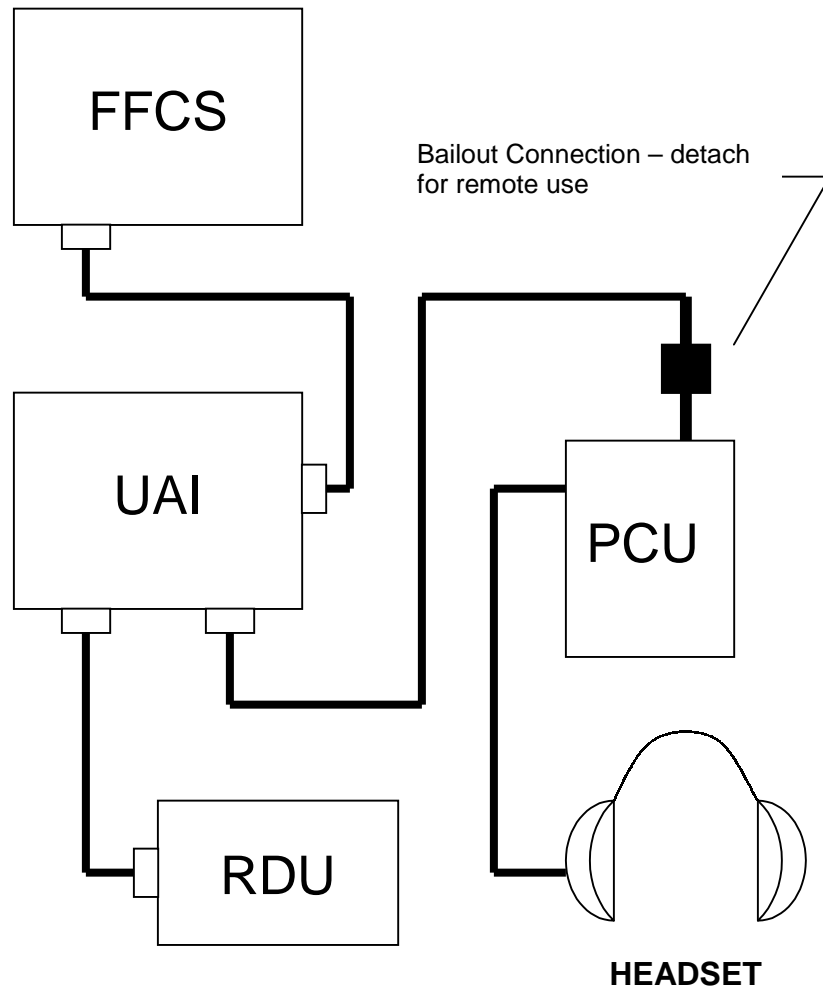 FFCS
Bailout Connection – detach
for remote use
UAI
PCU
RDU
HEADSET